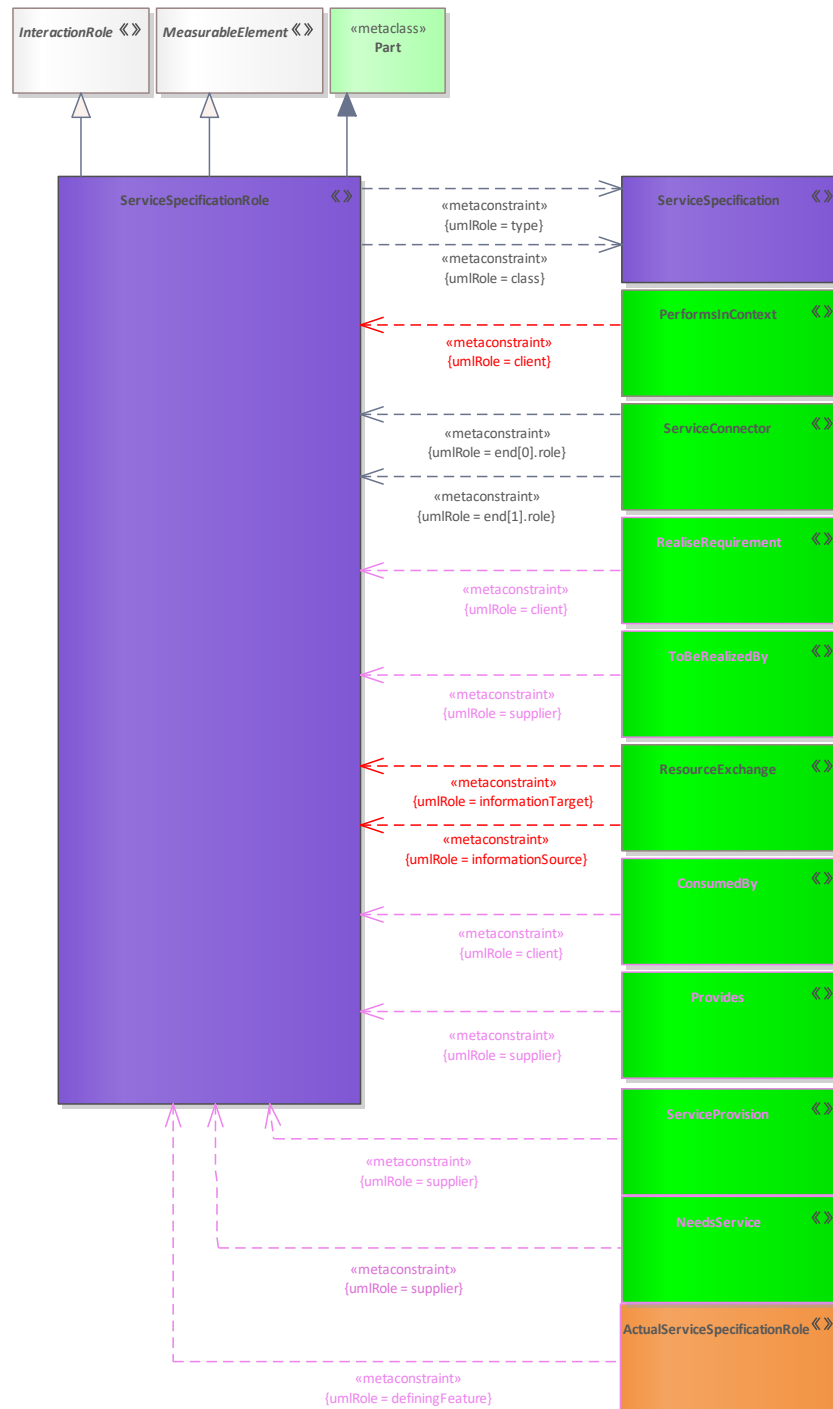 InteractionRole «»
MeasurableElement «»
«metaclass»
Part
ServiceSpecificationRole «»
«metaconstraint»
{umlRole = type}
«metaconstraint»
{umlRole = class}
ServiceSpecification «»
«metaconstraint»
{umlRole = client}
PerformsInContext «»
«metaconstraint»
{umlRole = end[0].role}
«metaconstraint»
{umlRole = end[1].role}
ServiceConnector «»
«metaconstraint»
{umlRole = client}
RealiseRequirement «»
«metaconstraint»
{umlRole = supplier}
ToBeRealizedBy «»
«metaconstraint»
{umlRole = informationTarget}
«metaconstraint»
{umlRole = informationSource}
ResourceExchange «»
«metaconstraint»
{umlRole = client}
ConsumedBy «»
«metaconstraint»
{umlRole = supplier}
Provides «»
«metaconstraint»
{umlRole = supplier}
ServiceProvision «»
«metaconstraint»
{umlRole = supplier}
NeedsService «»
«metaconstraint»
{umlRole = definingFeature}
ActualServiceSpecificationRole «»